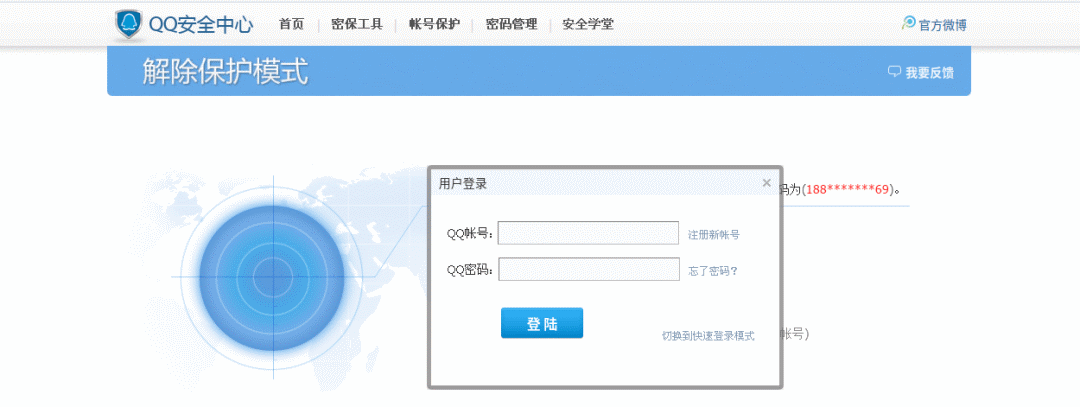 QQ安全中心 首页 密保工具 帐号保护 密码管理 安全学堂 官方微博
解除保护模式 我要反馈
用户登录
码为(188*******69)。
QQ帐号: 注册新帐号
QQ密码: 忘了密码?
登 陆
切换到快速登录模式 帐号)